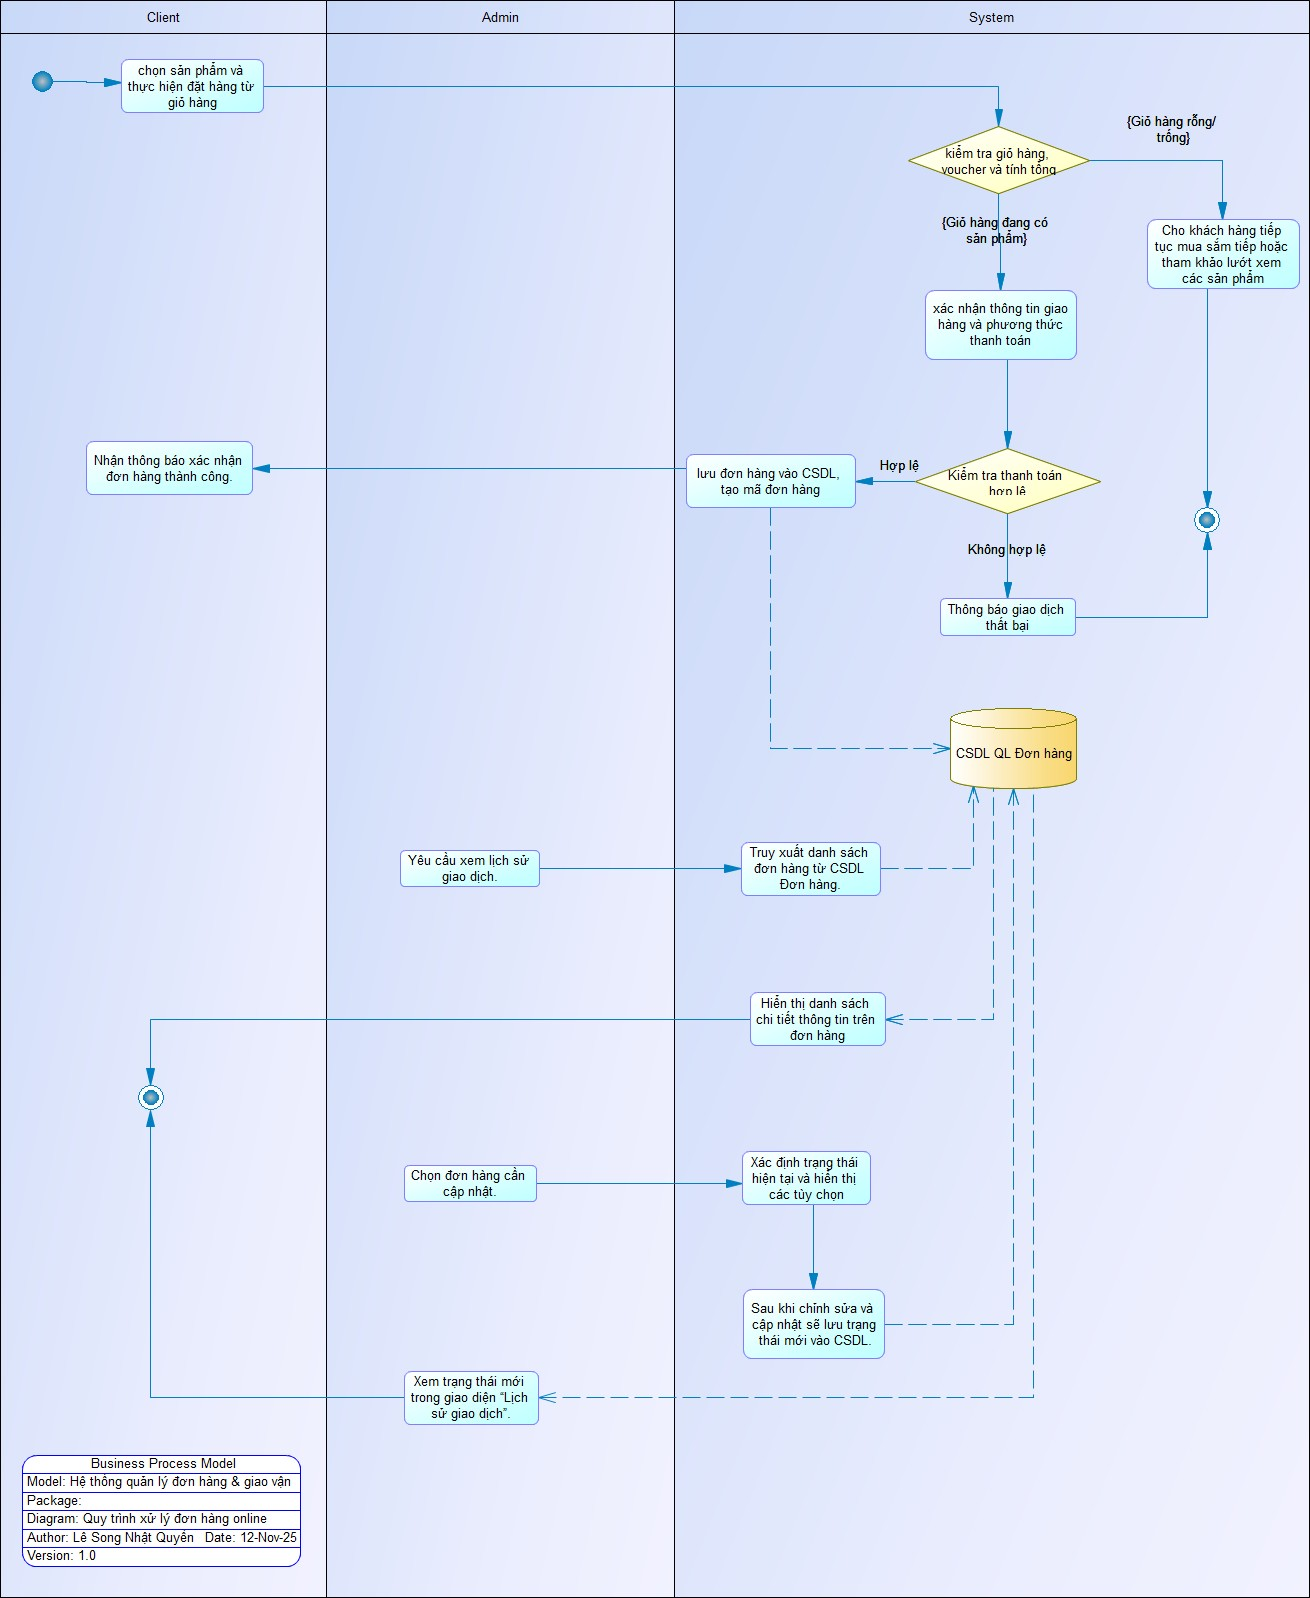 Client
Admin
System
chọn sản phẩm và
thực hiện đặt hàng từ
giỏ hàng
kiểm tra giỏ hàng,
voucher và tính tổng
{Giỏ hàng rỗng/
trống}
{Giỏ hàng đang có
sản phẩm}
Cho khách hàng tiếp
tục mua sắm tiếp hoặc
tham khảo lướt xem
các sản phẩm
xác nhận thông tin giao
hàng và phương thức
thanh toán
Nhận thông báo xác nhận
đơn hàng thành công.
lưu đơn hàng vào CSDL,
tạo mã đơn hàng
Hợp lệ
Kiểm tra thanh toán
hợp lệ
Không hợp lệ
Thông báo giao dịch
thất bại
CSDL QL Đơn hàng
Yêu cầu xem lịch sử
giao dịch.
Truy xuất danh sách
đơn hàng từ CSDL
Đơn hàng.
Hiển thị danh sách
chi tiết thông tin trên
đơn hàng
Chọn đơn hàng cần
cập nhật.
Xác định trạng thái
hiện tại và hiển thị
các tùy chọn
Sau khi chỉnh sửa và
cập nhật sẽ lưu trạng
thái mới vào CSDL.
Xem trạng thái mới
trong giao diện “Lịch
sử giao dịch”.
Business Process Model
Model: Hệ thống quản lý đơn hàng & giao vận
Package:
Diagram: Quy trình xử lý đơn hàng online
Author: Lê Song Nhật Quyền Date: 12-Nov-25
Version: 1.0